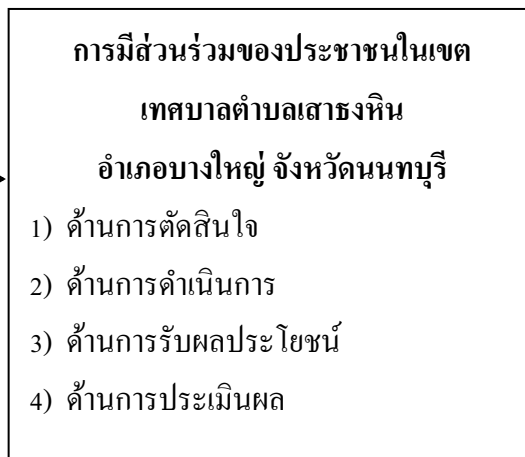 การมีส่วนร่วมของประชาชนในเขต
เทศบาลตำบลเสาธงหิน
อำเภอบางใหญ่ จังหวัดนนทบุรี
1) ด้านการตัดสินใจ
2) ด้านการดำเนินการ
3) ด้านการรับผลประโยชน์
4) ด้านการประเมินผล